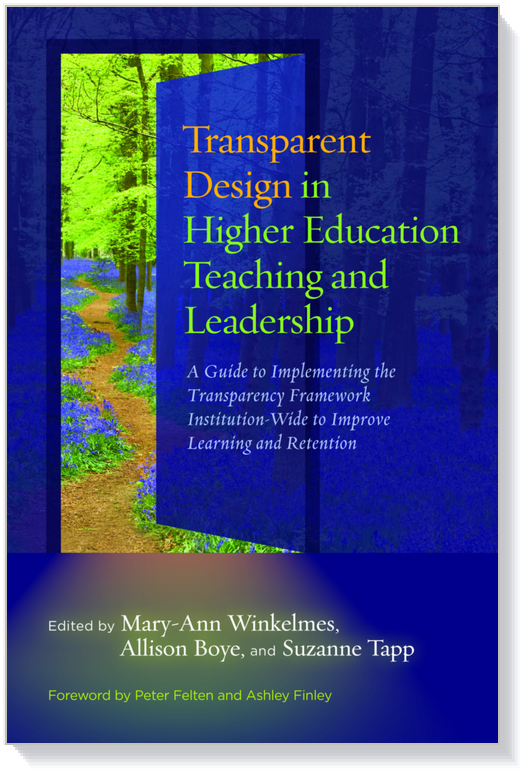 Transparent
Design in
Higher Education
Teaching and
Leadership
A Guide to Implementing the
Transparency Framework
Institution-Wide to Improve
Learning and Retention
Edited by Mary-Ann Winkelmes,
Allison Boye, and Suzanne Tapp
Foreword by Peter Felten and Ashley Finley